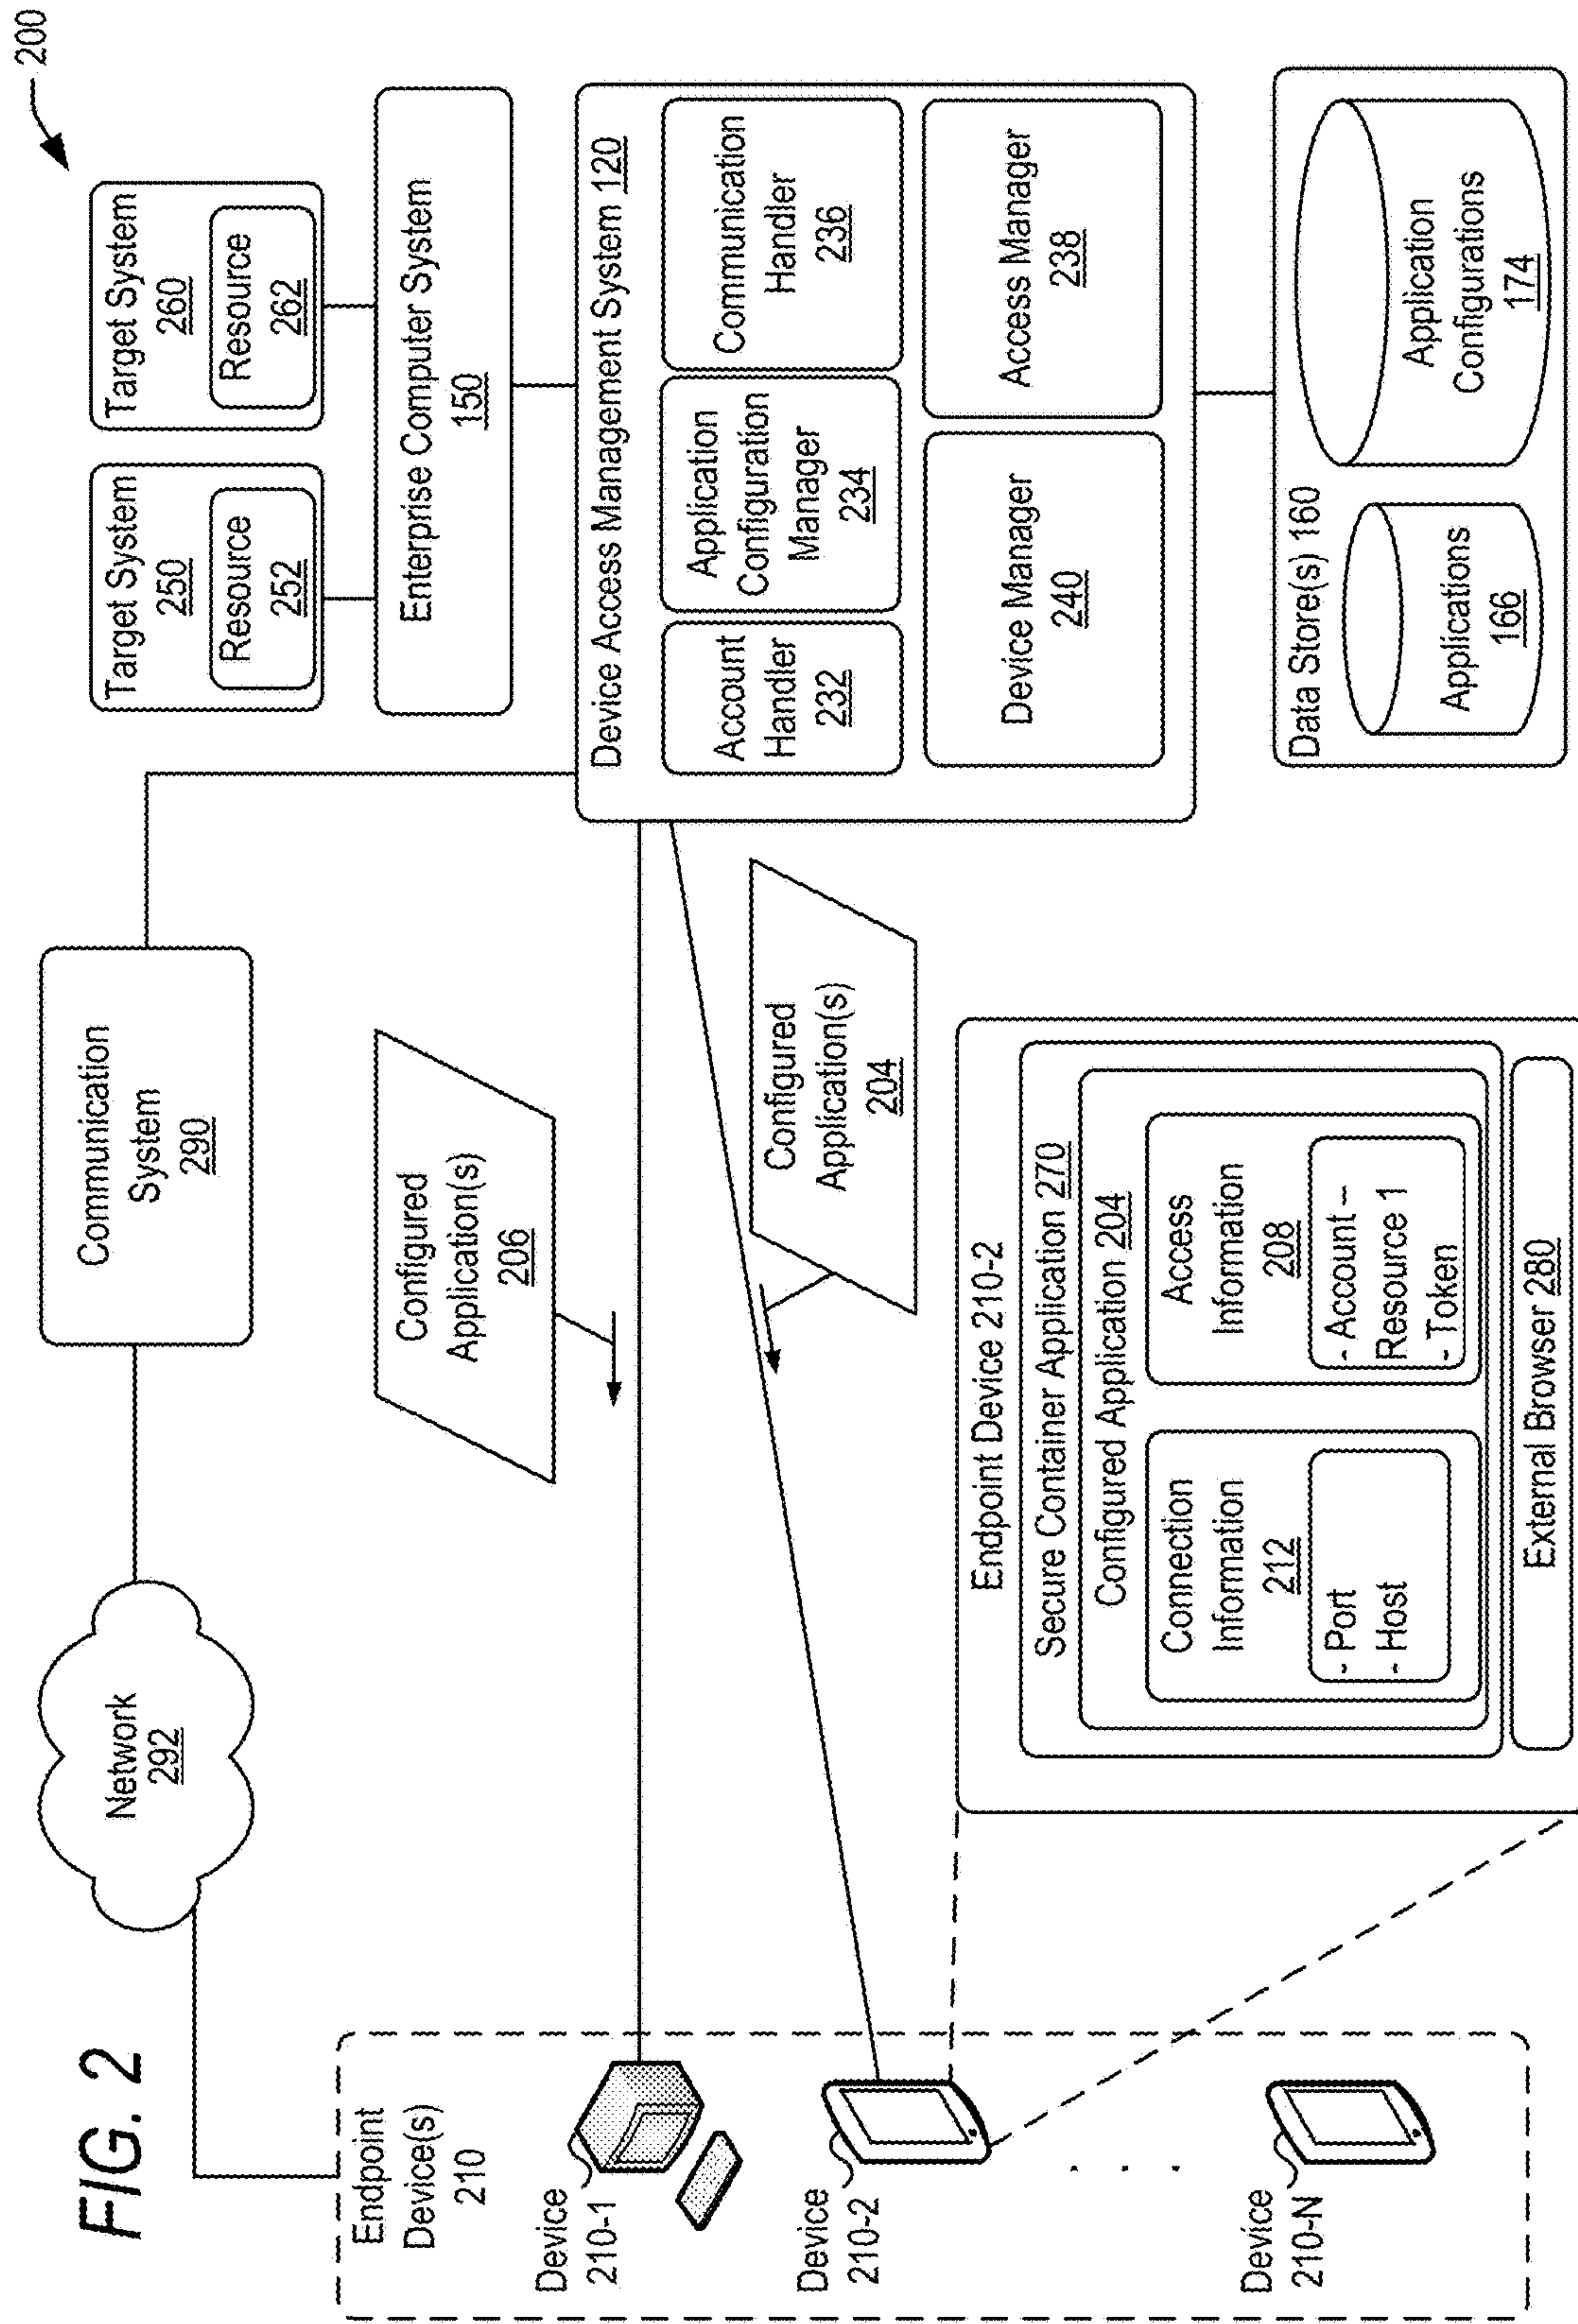 FIG. 2
200
Endpoint
Device(s)
210
Device
210-1
Device
210-2
. . .
Device
210-N
Network
292
Communication
System
290
Configured
Application(s)
206
Configured
Application(s)
204
Target System
250
Resource
252
Target System
260
Resource
262
Enterprise Computer System
150
Device Access Management System 120
Account
Handler
232
Application
Configuration
Manager
234
Communication
Handler
236
Device Manager
240
Access Manager
238
Data Store(s) 160
Applications
166
Application
Configurations
174
Endpoint Device 210-2
Secure Container Application 270
Configured Application 204
Connection
Information
212
- Port
- Host
Access
Information
208
- Account –
Resource 1
- Token
External Browser 280